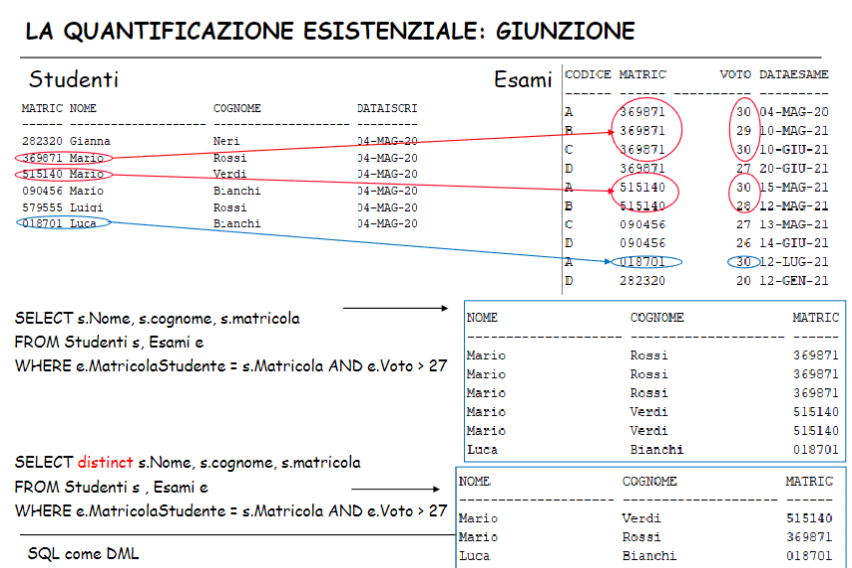 LA QUANTIFICAZIONE ESISTENZIALE: GIUNZIONE
Studenti
MATRIC NOME COGNOME DATAISCRI
------ -------------------- -------------------- ---------
282320 Gianna Neri 04-MAG-20
369871 Mario Rossi 04-MAG-20
515140 Mario Verdi 04-MAG-20
090456 Mario Bianchi 04-MAG-20
579555 Luigi Rossi 04-MAG-20
018701 Luca Bianchi 04-MAG-20
Esami
CODICE MATRIC VOTO DATAESAME
------ ------ ---------- ---------
A 369871 30 04-MAG-20
B 369871 29 10-MAG-21
C 369871 30 10-GIU-21
D 369871 27 20-GIU-21
A 515140 30 15-MAG-21
B 515140 28 12-MAG-21
C 090456 27 13-MAG-21
D 090456 26 14-GIU-21
A 018701 30 12-LUG-21
D 282320 20 12-GEN-21
SELECT s.Nome, s.cognome, s.matricola
FROM Studenti s, Esami e
WHERE e.MatricolaStudente = s.Matricola AND e.Voto > 27
NOME COGNOME MATRIC
-------------------- -------------------- ------
Mario Rossi 369871
Mario Rossi 369871
Mario Rossi 369871
Mario Verdi 515140
Mario Verdi 515140
Luca Bianchi 018701
SELECT distinct s.Nome, s.cognome, s.matricola
FROM Studenti s , Esami e
WHERE e.MatricolaStudente = s.Matricola AND e.Voto > 27
NOME COGNOME MATRIC
-------------------- -------------------- ------
Mario Verdi 515140
Mario Rossi 369871
Luca Bianchi 018701
SQL come DML